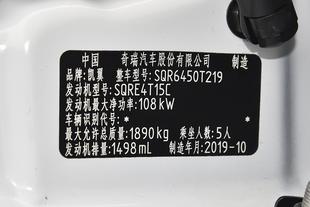 中国 奇瑞汽车股份有限公司 制造
品牌：凯翼 整车型号：SQR6450T219
发动机型号：SQRE4T15C
发动机最大净功率：108kW
车辆识别代号：* *
最大允许总质量：1890kg 乘坐人数：5人
发动机排量：1498mL 制造年月：2019-10